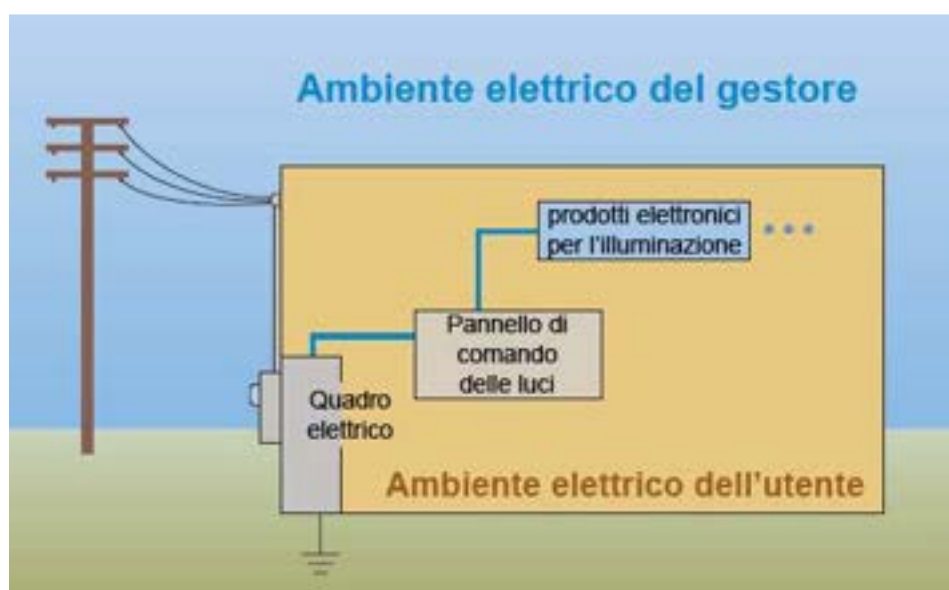 Ambiente elettrico del gestore
prodotti elettronici
per l'illuminazione
Pannello di
comando
delle luci
Quadro
elettrico
Ambiente elettrico dell'utente